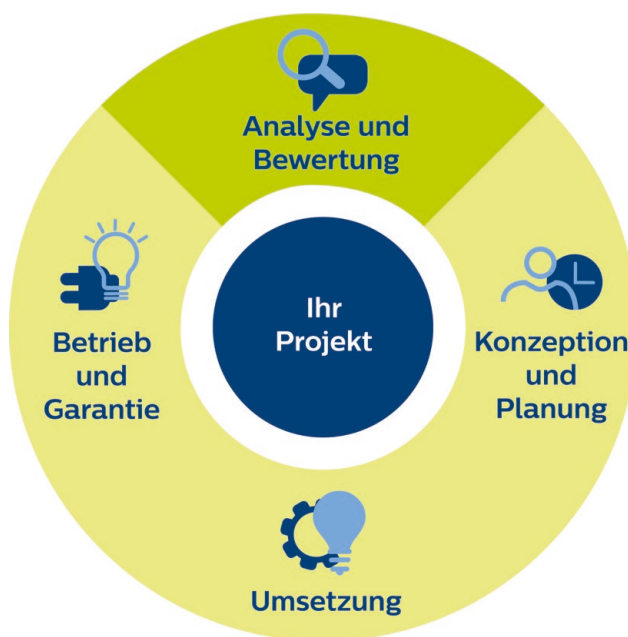 Analyse und
Bewertung
Ihr
Projekt
Konzeption
und
Planung
Umsetzung
Betrieb
und
Garantie